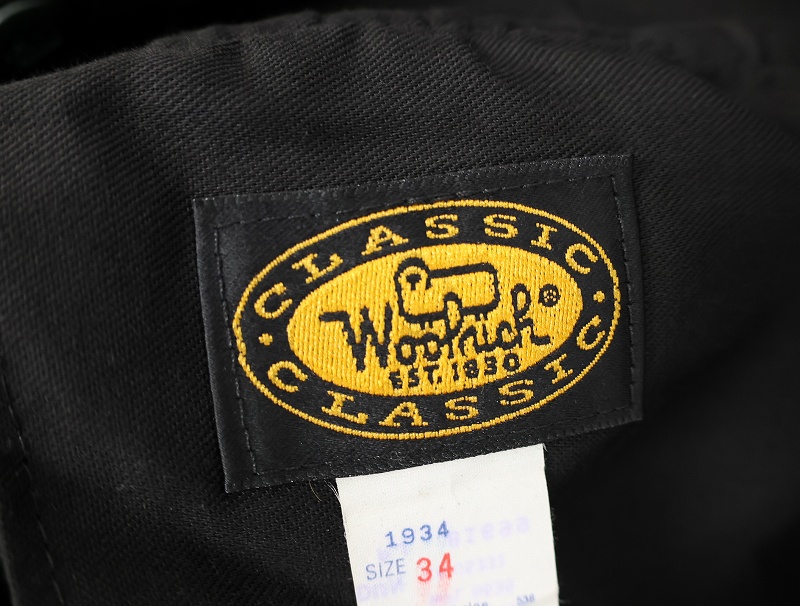 CLASSIC
Woolrich®
EST. 1830
CLASSIC
1934
SIZE 34